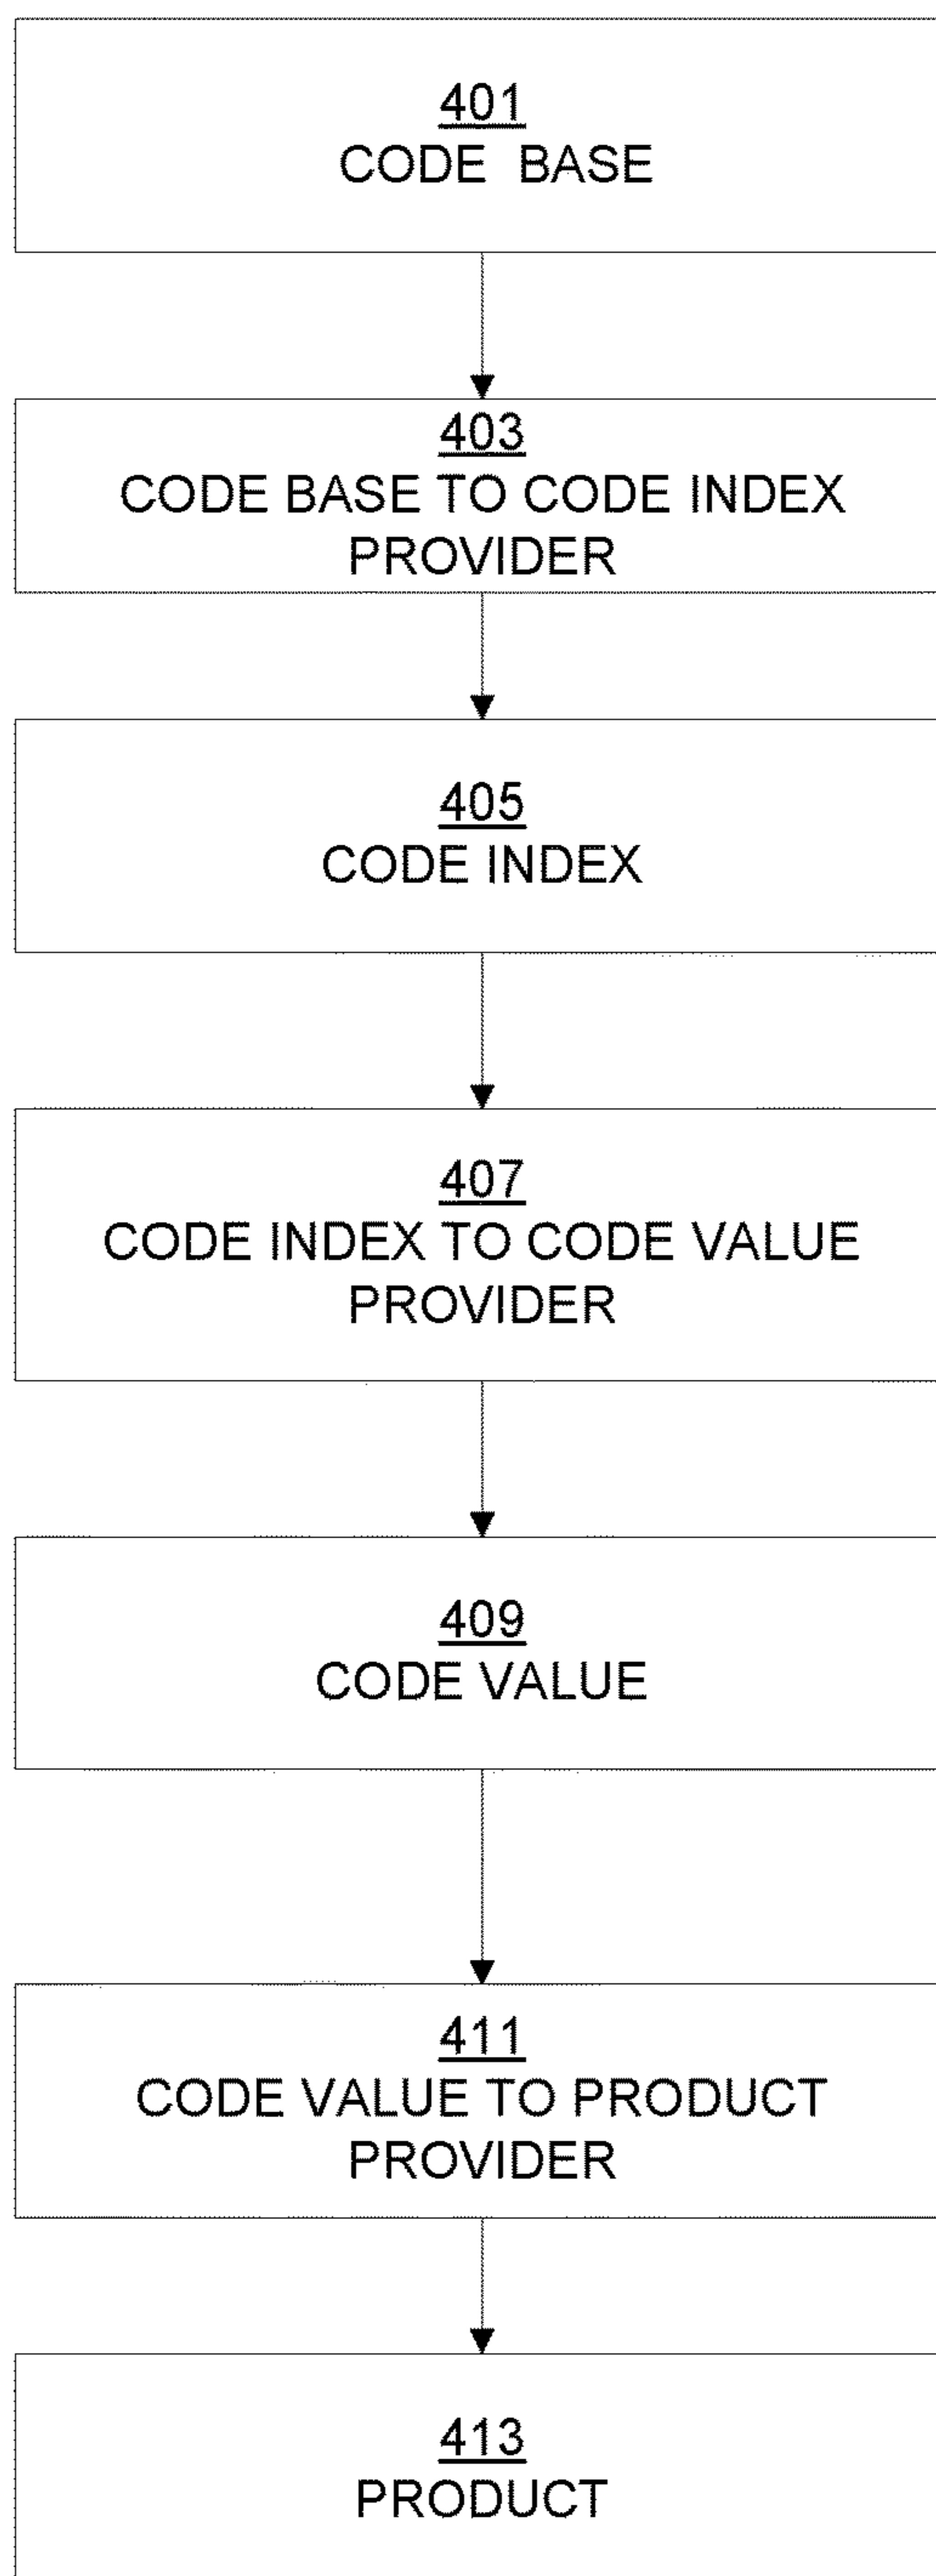 401
CODE BASE
403
CODE BASE TO CODE INDEX
PROVIDER
405
CODE INDEX
407
CODE INDEX TO CODE VALUE
PROVIDER
409
CODE VALUE
411
CODE VALUE TO PRODUCT
PROVIDER
413
PRODUCT